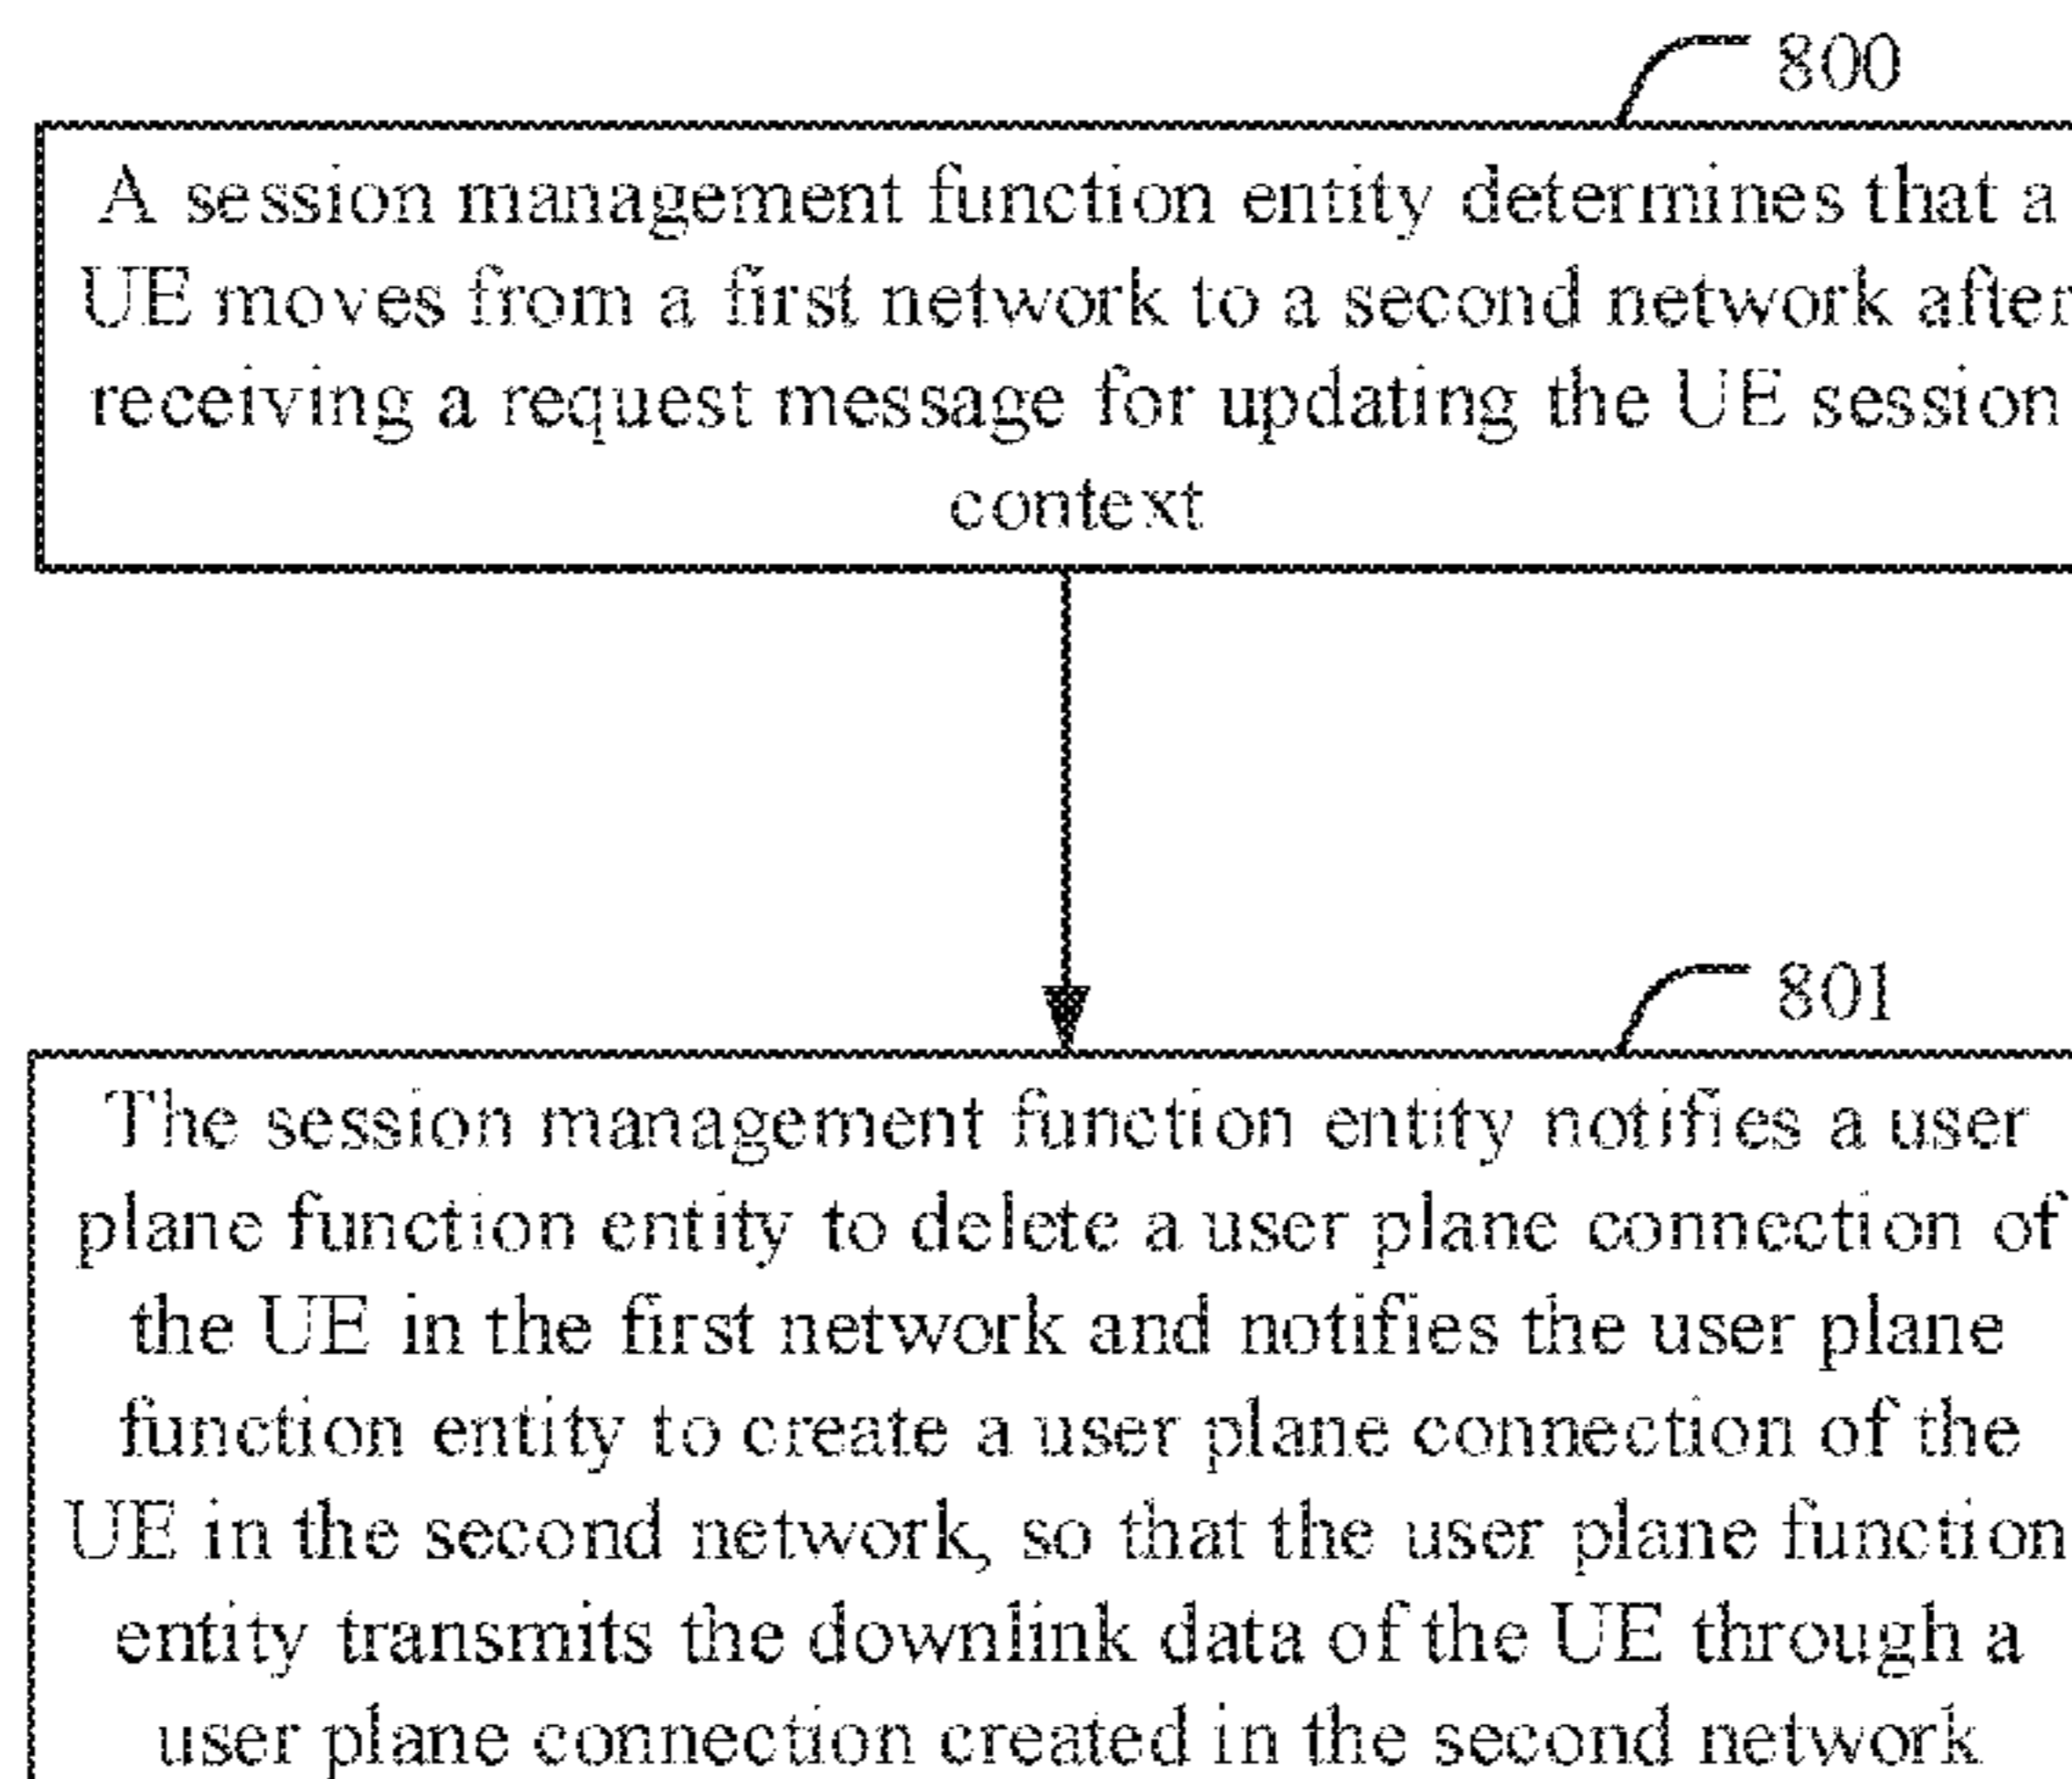 800
A session management function entity determines that a
UE moves from a first network to a second network after
receiving a request message for updating the UE session
context
801
The session management function entity notifies a user
plane function entity to delete a user plane connection of
the UE in the first network and notifies the user plane
function entity to create a user plane connection of the
UE in the second network, so that the user plane function
entity transmits the downlink data of the UE through a
user plane connection created in the second network